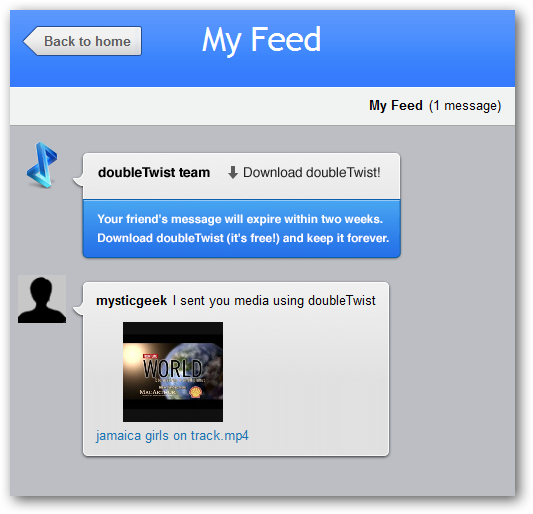 Back to home
My Feed
My Feed (1 message)
doubleTwist team
Download doubleTwist!
Your friend's message will expire within two weeks.
Download doubleTwist (it's free!) and keep it forever.
mysticgeek I sent you media using doubleTwist
WORLD
MACARTHUR
jamaica girls on track.mp4